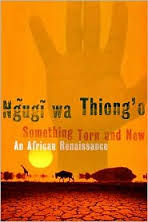 Ngũgĩ wa Thiong'o
Something Torn and New
An African Renaissance